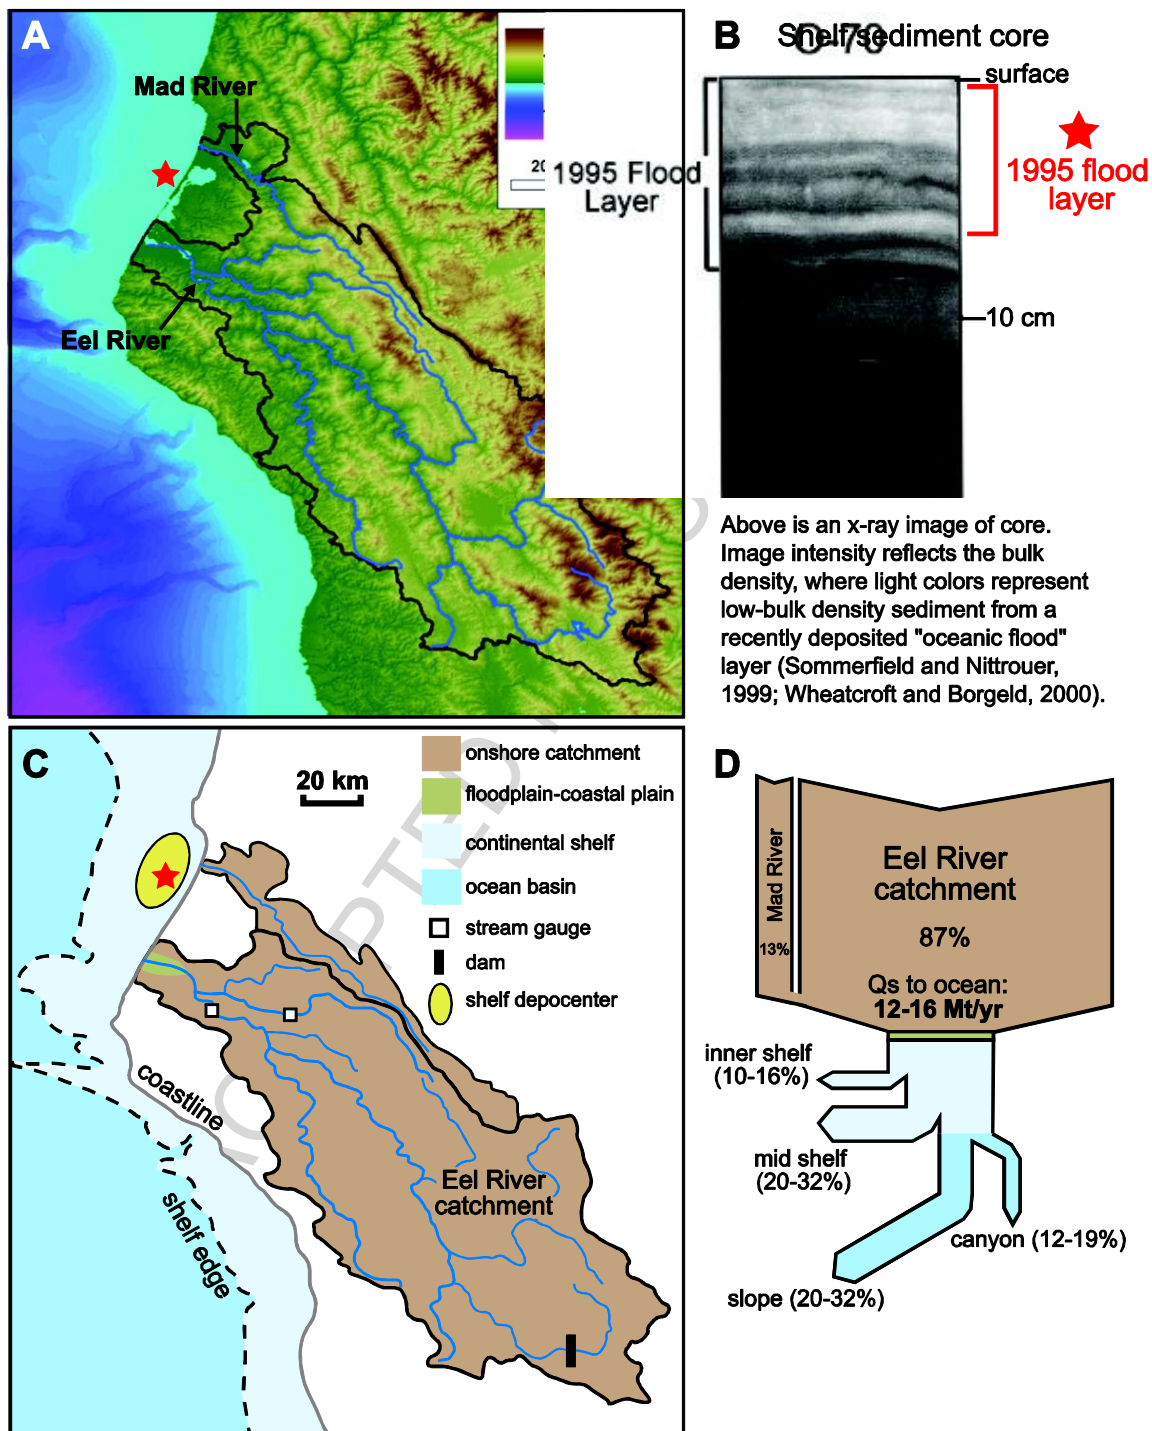 A
Mad River
Eel River
20
B
Shelf sediment core
surface
1995 Flood
Layer
1995 flood
layer
10 cm
Above is an x-ray image of core.
Image intensity reflects the bulk
density, where light colors represent
low-bulk density sediment from a
recently deposited "oceanic flood"
layer (Sommerfield and Nittrouer,
1999; Wheatcroft and Borgeld, 2000).
C
20 km
onshore catchment
floodplain-coastal plain
continental shelf
ocean basin
stream gauge
dam
shelf depocenter
coastline
shelf edge
Eel River
catchment
D
Mad River
13%
Eel River
catchment
87%
Qs to ocean:
12-16 Mt/yr
inner shelf
(10-16%)
mid shelf
(20-32%)
canyon (12-19%)
slope (20-32%)